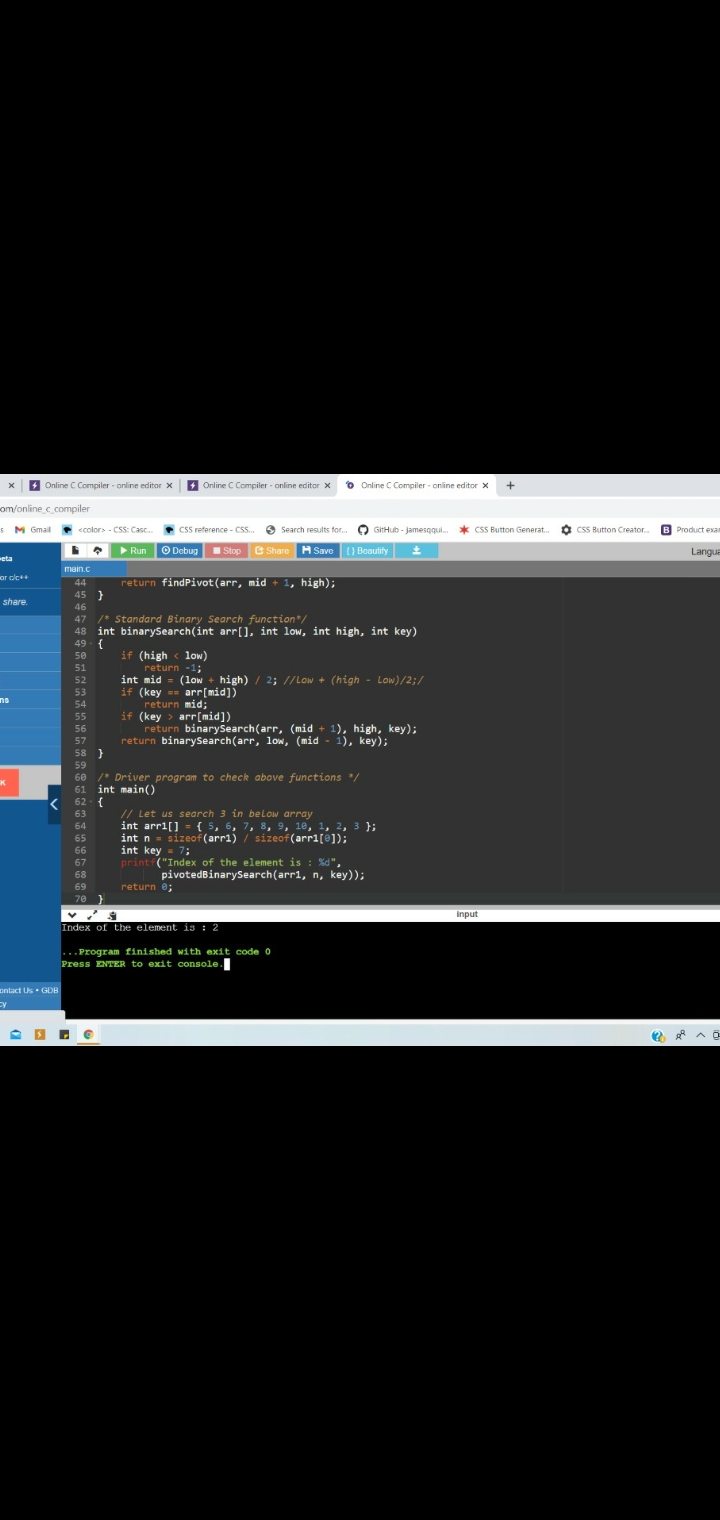 Online C Compiler - online editor
Online C Compiler - online editor
Online C Compiler - online editor
om/online_c_compiler
s
Gmail
<color> - CSS: Casc...
CSS reference - CSS...
Search results for...
GitHub - jamesqqui...
CSS Button Generat...
CSS Button Creator...
B
Product exa
eta
or c/c++
share.
ns
K
ontact Us • GDB
cy
Run
Debug
Stop
Share
Save
{ } Beautify
Langua
main.c
44 return findPivot(arr, mid + 1, high);
45 }
46
47 /* Standard Binary Search function*/
48 int binarySearch(int arr[], int low, int high, int key)
49 {
50 if (high < low)
51 return -1;
52 int mid = (low + high) / 2; //low + (high - low)/2;/
53 if (key == arr[mid])
54 return mid;
55 if (key > arr[mid])
56 return binarySearch(arr, (mid + 1), high, key);
57 return binarySearch(arr, low, (mid - 1), key);
58 }
59
60 /* Driver program to check above functions */
61 int main()
62 {
63 // Let us search 3 in below array
64 int arr1[] = { 5, 6, 7, 8, 9, 10, 1, 2, 3 };
65 int n = sizeof(arr1) / sizeof(arr1[0]);
66 int key = 7;
67 printf("Index of the element is : %d",
68 pivotedBinarySearch(arr1, n, key));
69 return 0;
70 }
input
Index of the element is : 2
...Program finished with exit code 0
Press ENTER to exit console.